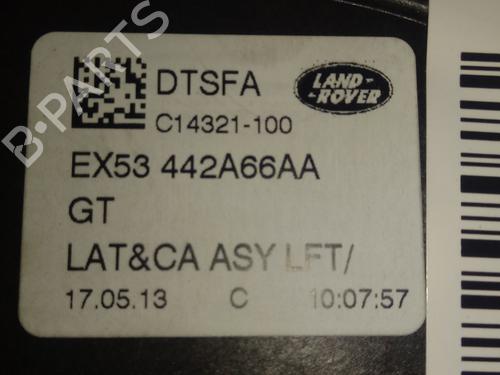 DTSFA
LAND-
-ROVER
C14321-100
EX53 442A66AA
GT
LAT&CA ASY LFT/
17.05.13 C 10:07:57
B-PARTS